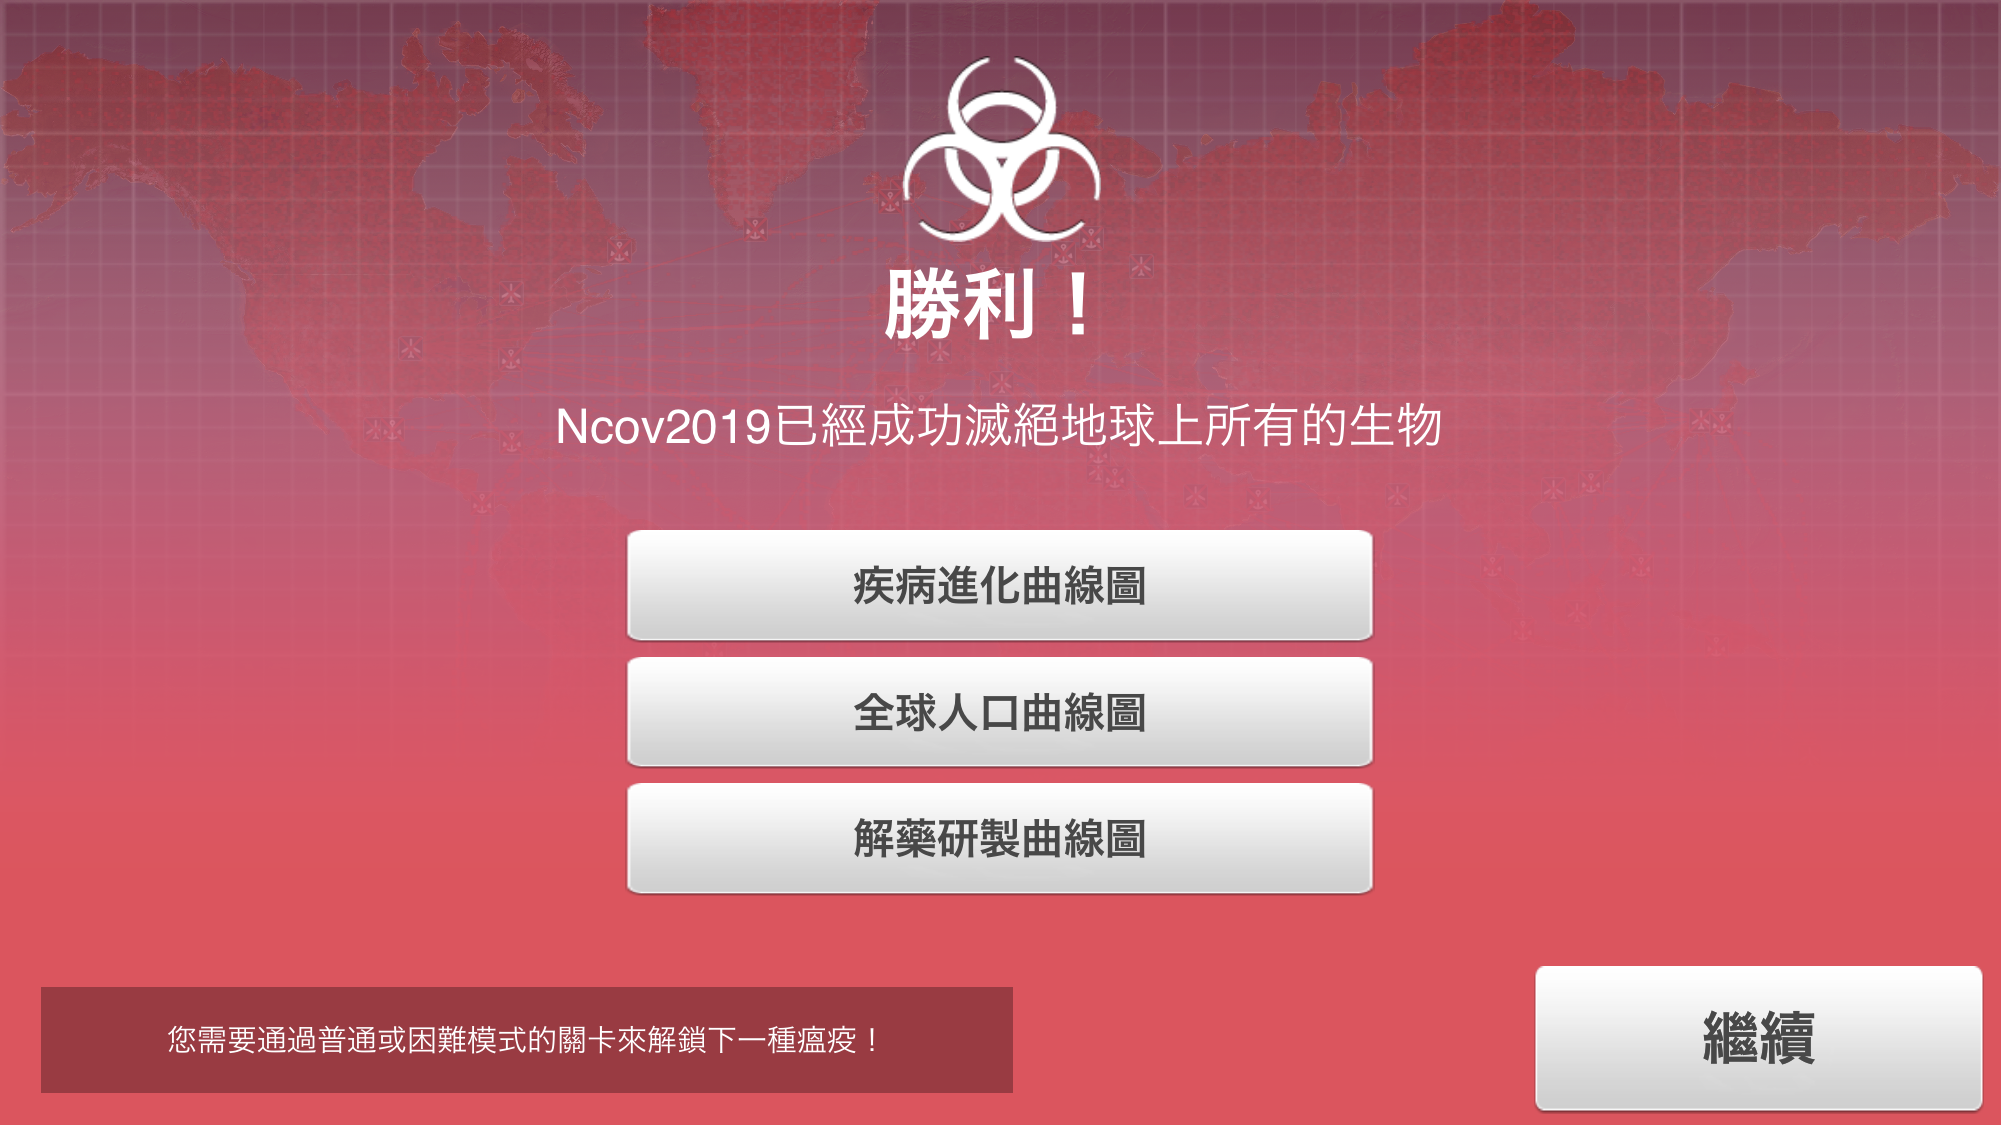 勝利！
Ncov2019已經成功滅絕地球上所有的生物
疾病進化曲線圖
全球人口曲線圖
解藥研製曲線圖
您需要通過普通或困難模式的關卡來解鎖下一種瘟疫！
繼續